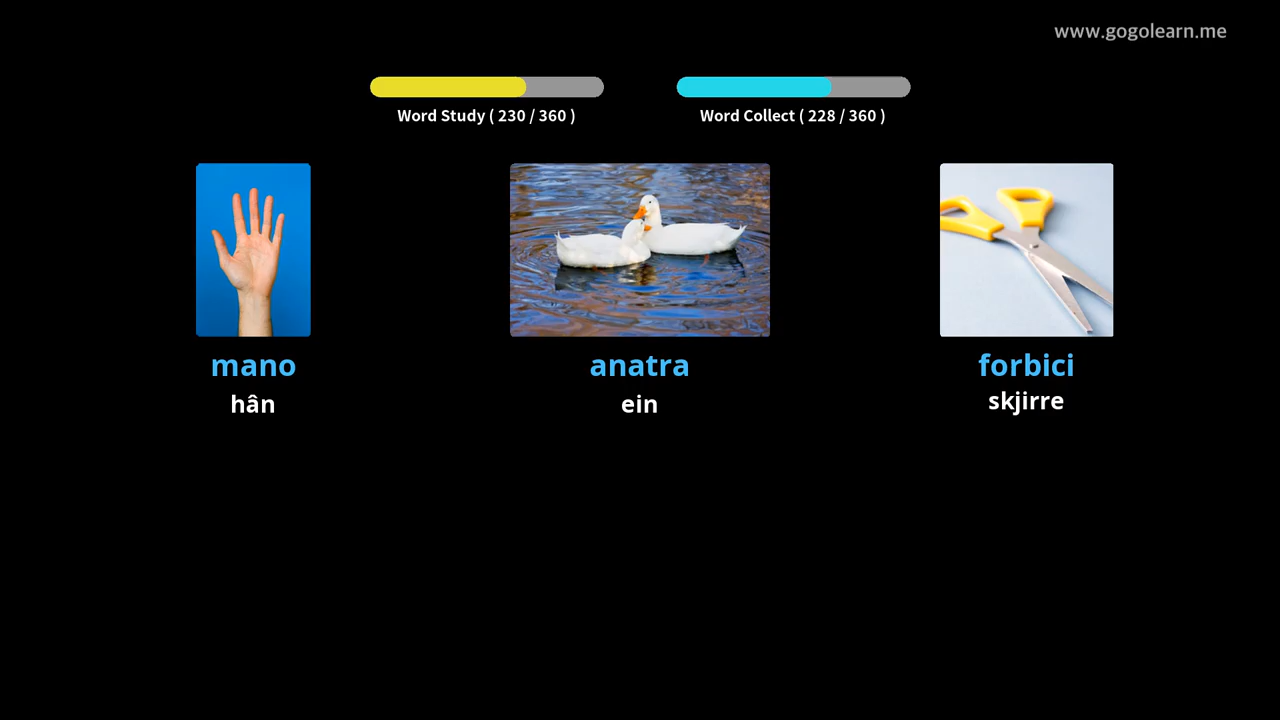 www.gogolearn.me
Word Study ( 230 / 360 )
Word Collect ( 228 / 360 )
mano
hân
anatra
ein
forbici
skjirre